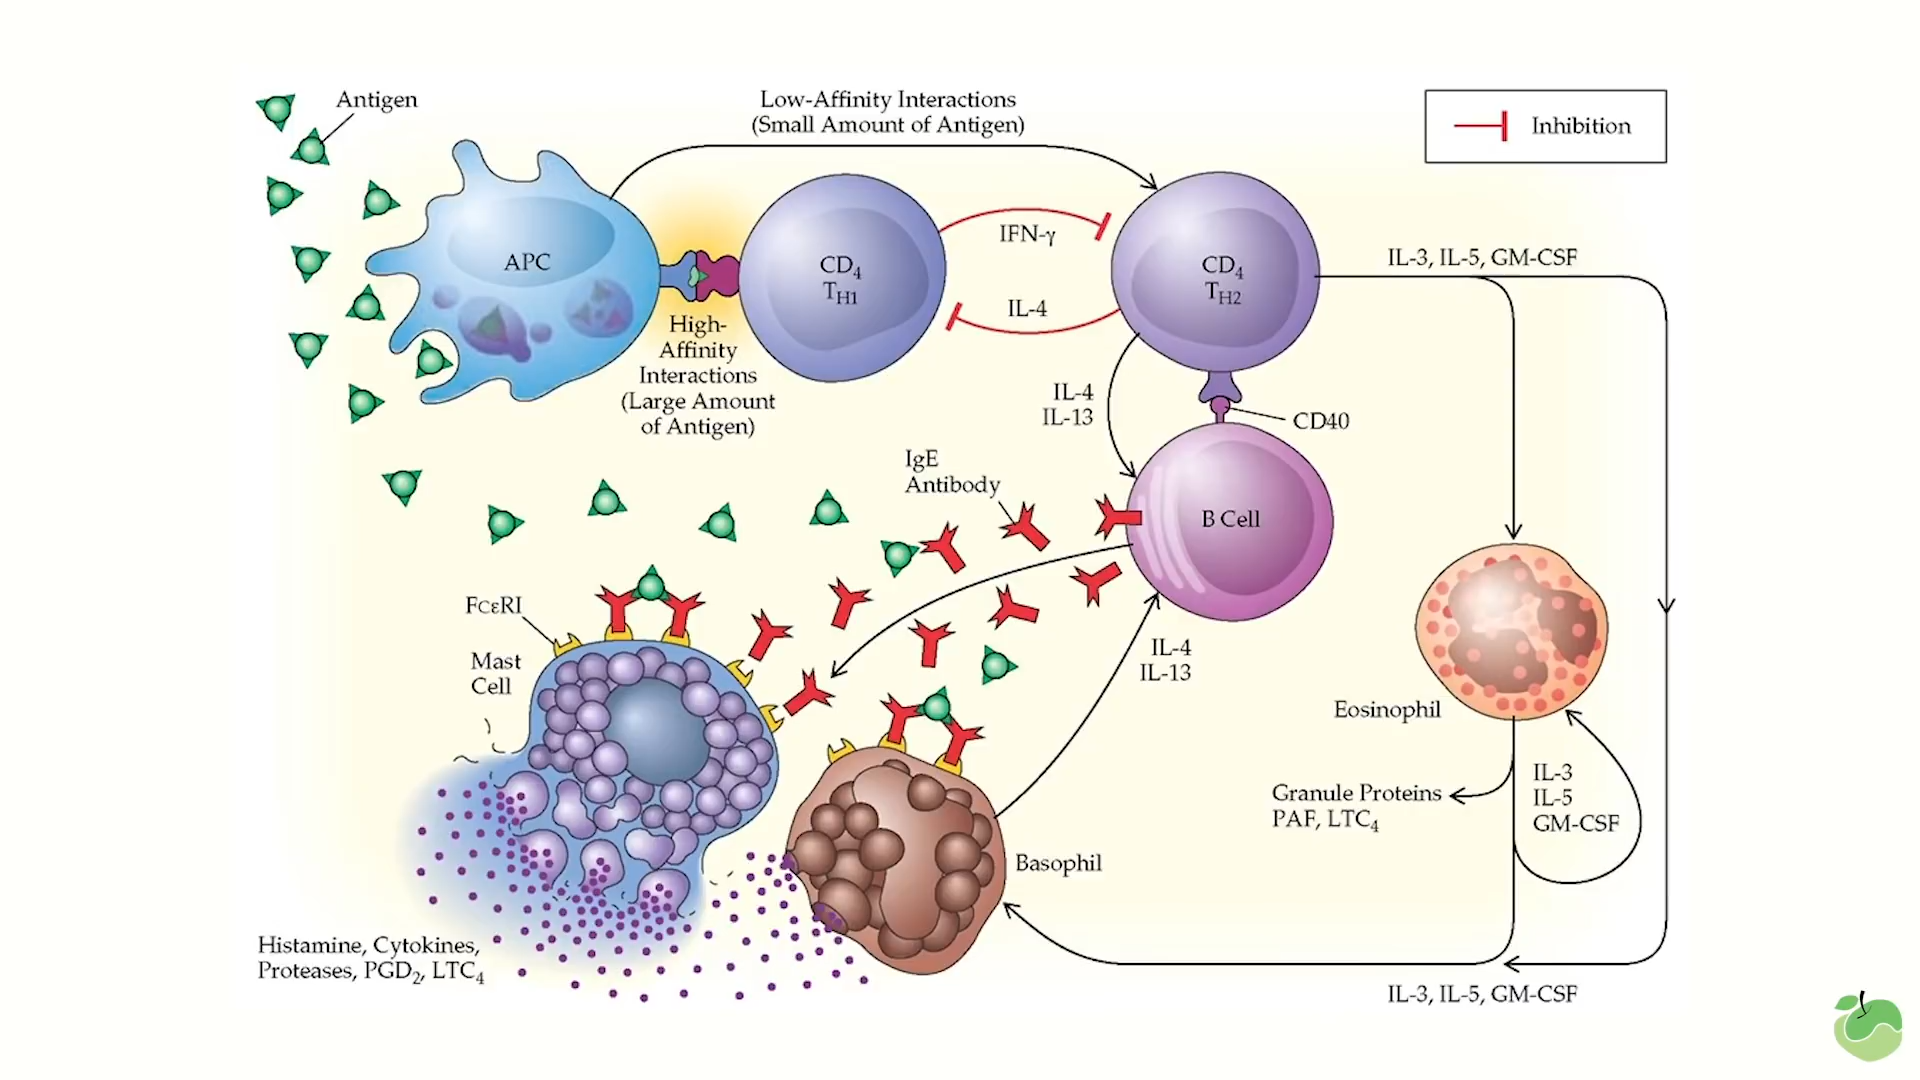 Antigen
Low-Affinity Interactions
(Small Amount of Antigen)
Inhibition
APC
CD4
TH1
IFN-γ
IL-4
CD4
TH2
IL-3, IL-5, GM-CSF
High-
Affinity
Interactions
(Large Amount
of Antigen)
IL-4
IL-13
CD40
IgE
Antibody
B Cell
FCεRI
Mast
Cell
IL-4
IL-13
Eosinophil
Granule Proteins
PAF, LTC4
IL-3
IL-5
GM-CSF
Basophil
Histamine, Cytokines,
Proteases, PGD2, LTC4
IL-3, IL-5, GM-CSF